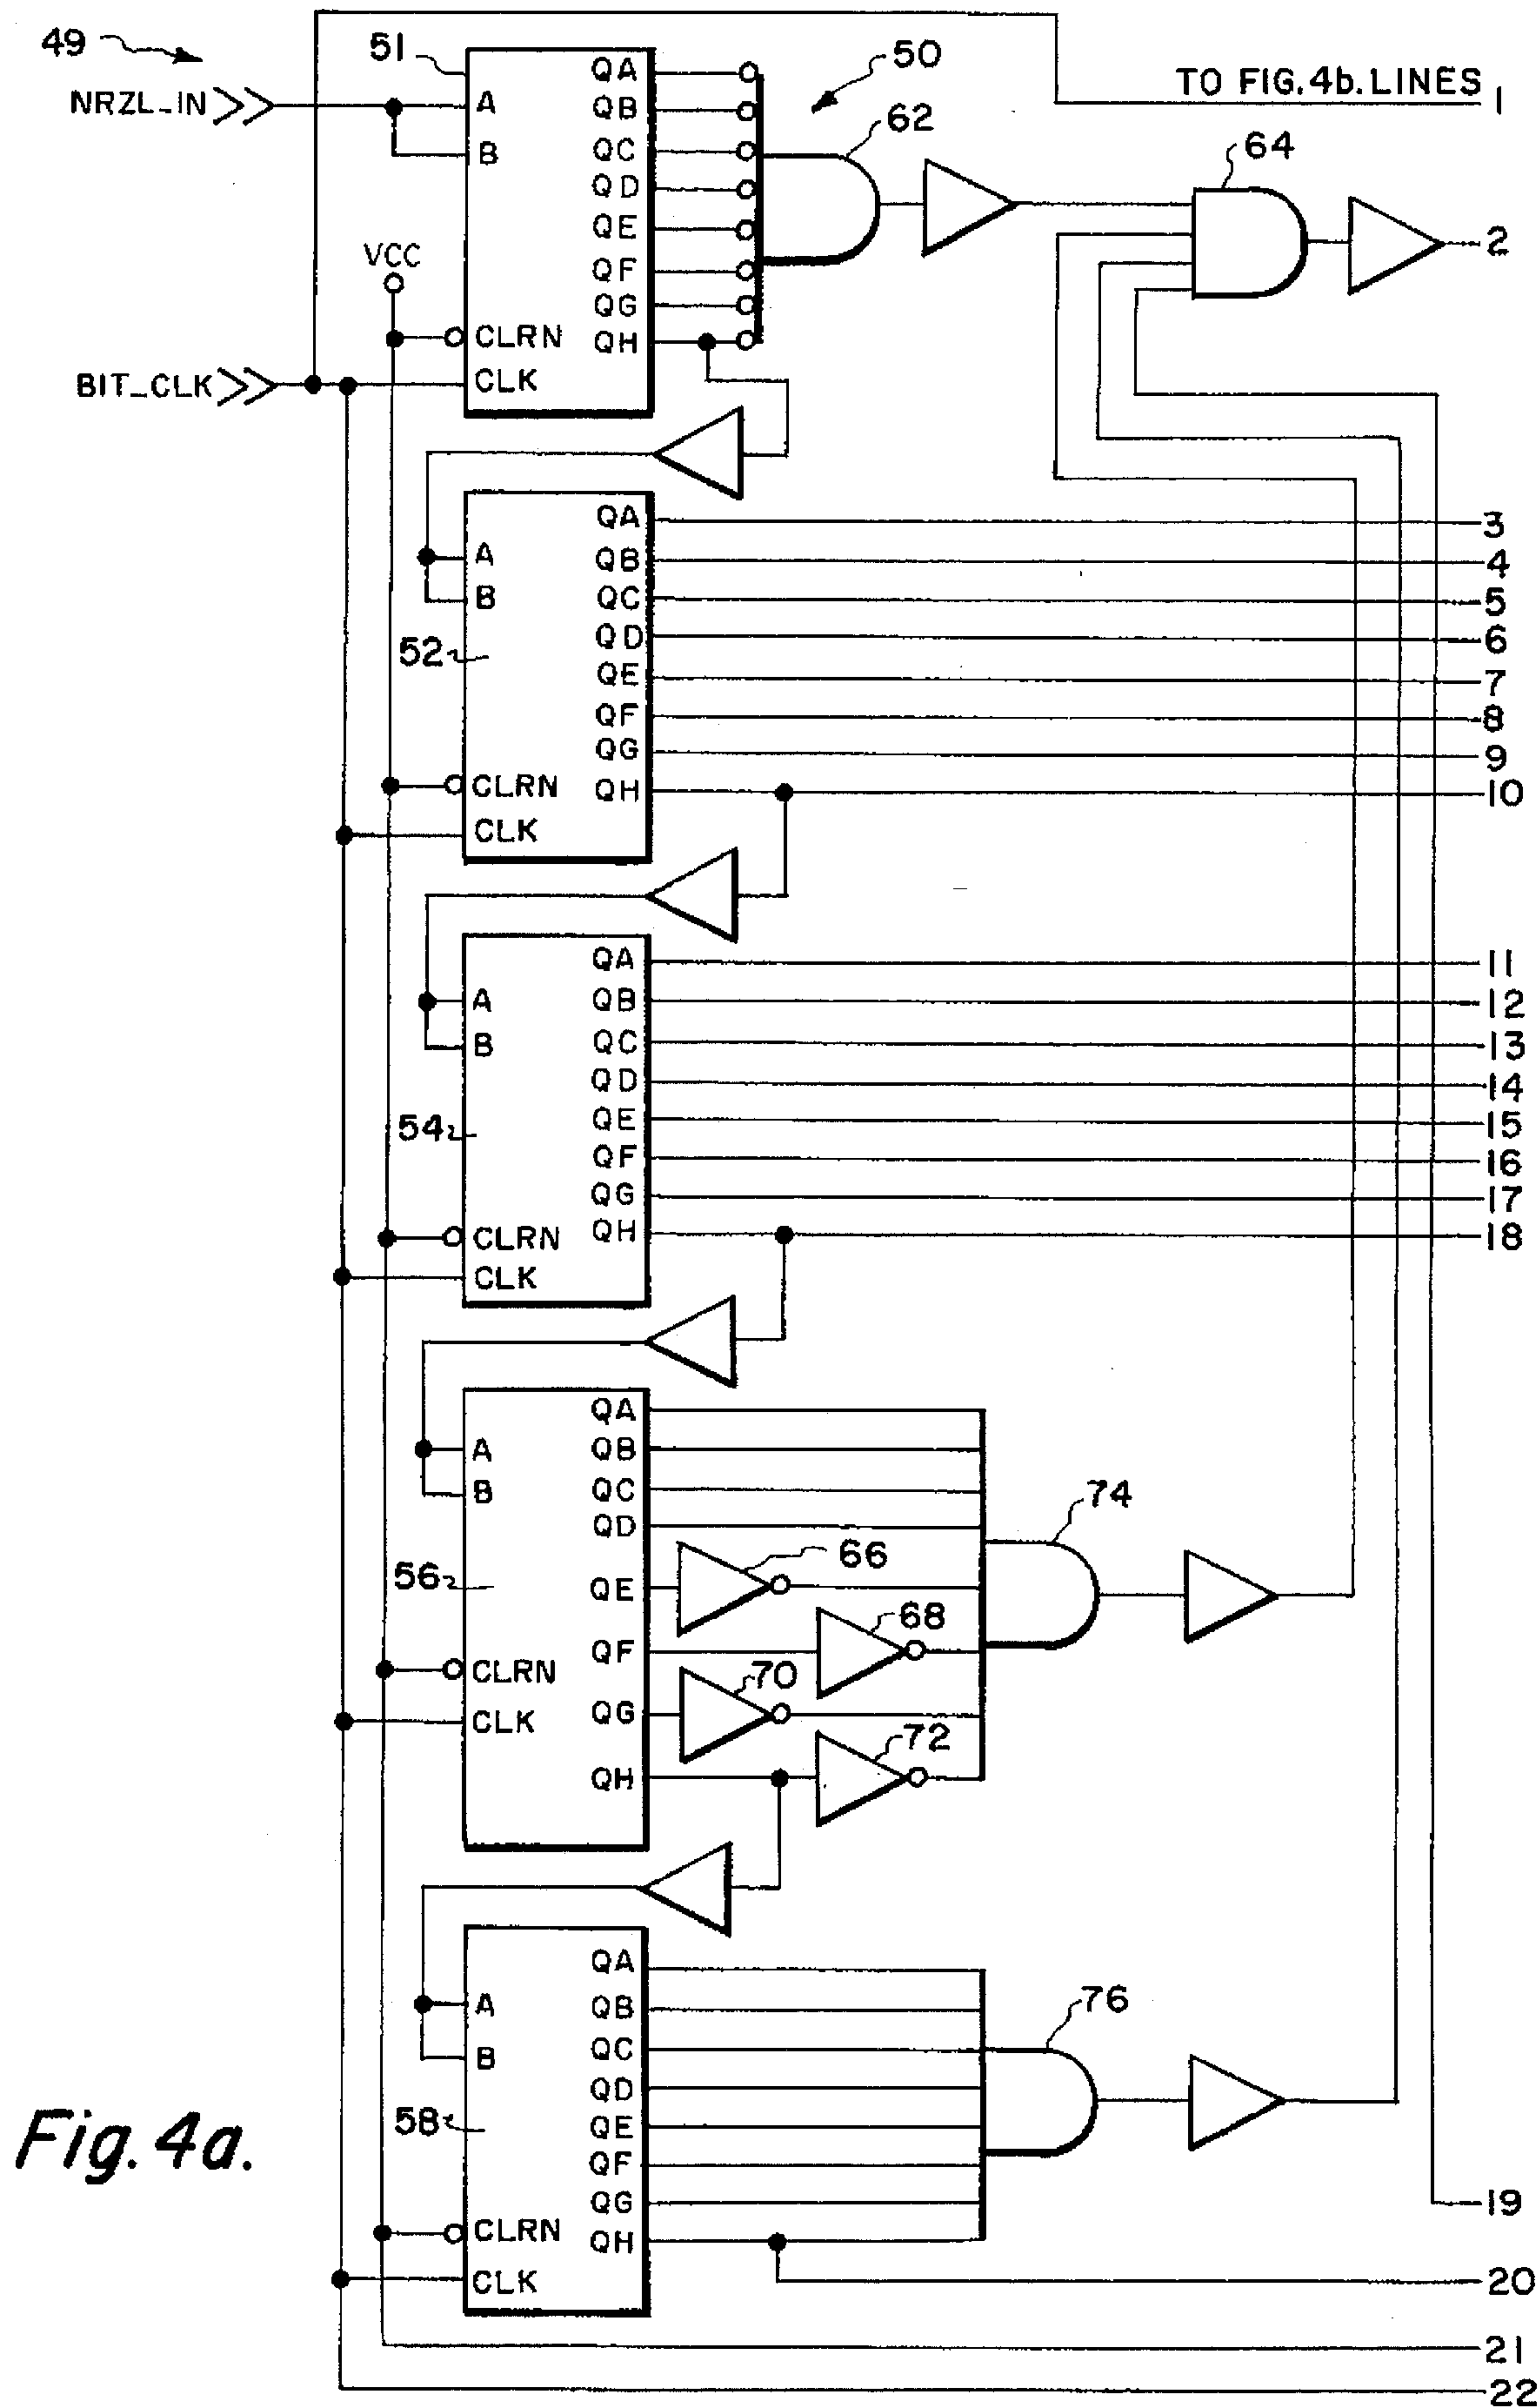 49
51
50
62
64
TO FIG.4b.LINES
1
NRZL_IN
A
B
QA
QB
QC
QD
QE
QF
QG
QH
VCC
CLRN
CLK
BIT_CLK
2
52
A
B
CLRN
CLK
QA
QB
QC
QD
QE
QF
QG
QH
3
4
5
6
7
8
9
10
54
A
B
CLRN
CLK
QA
QB
QC
QD
QE
QF
QG
QH
11
12
13
14
15
16
17
18
56
A
B
CLRN
CLK
QA
QB
QC
QD
QE
QF
QG
QH
66
68
70
72
74
58
A
B
CLRN
CLK
QA
QB
QC
QD
QE
QF
QG
QH
76
19
20
21
22
Fig. 4a.